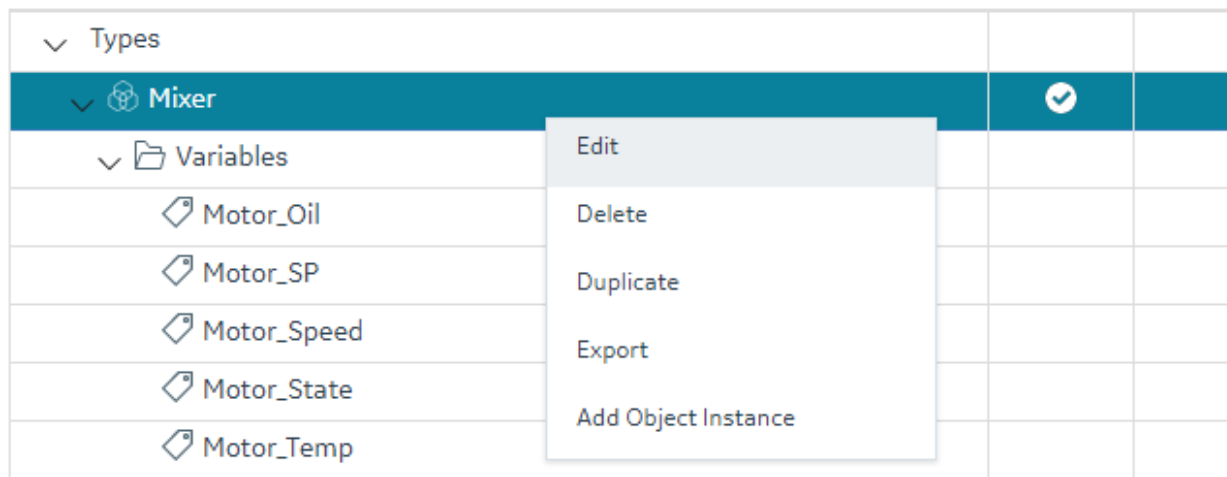 Types
Mixer
Edit
Variables
Motor_Oil
Delete
Motor_SP
Duplicate
Motor_Speed
Export
Motor_State
Add Object Instance
Motor_Temp